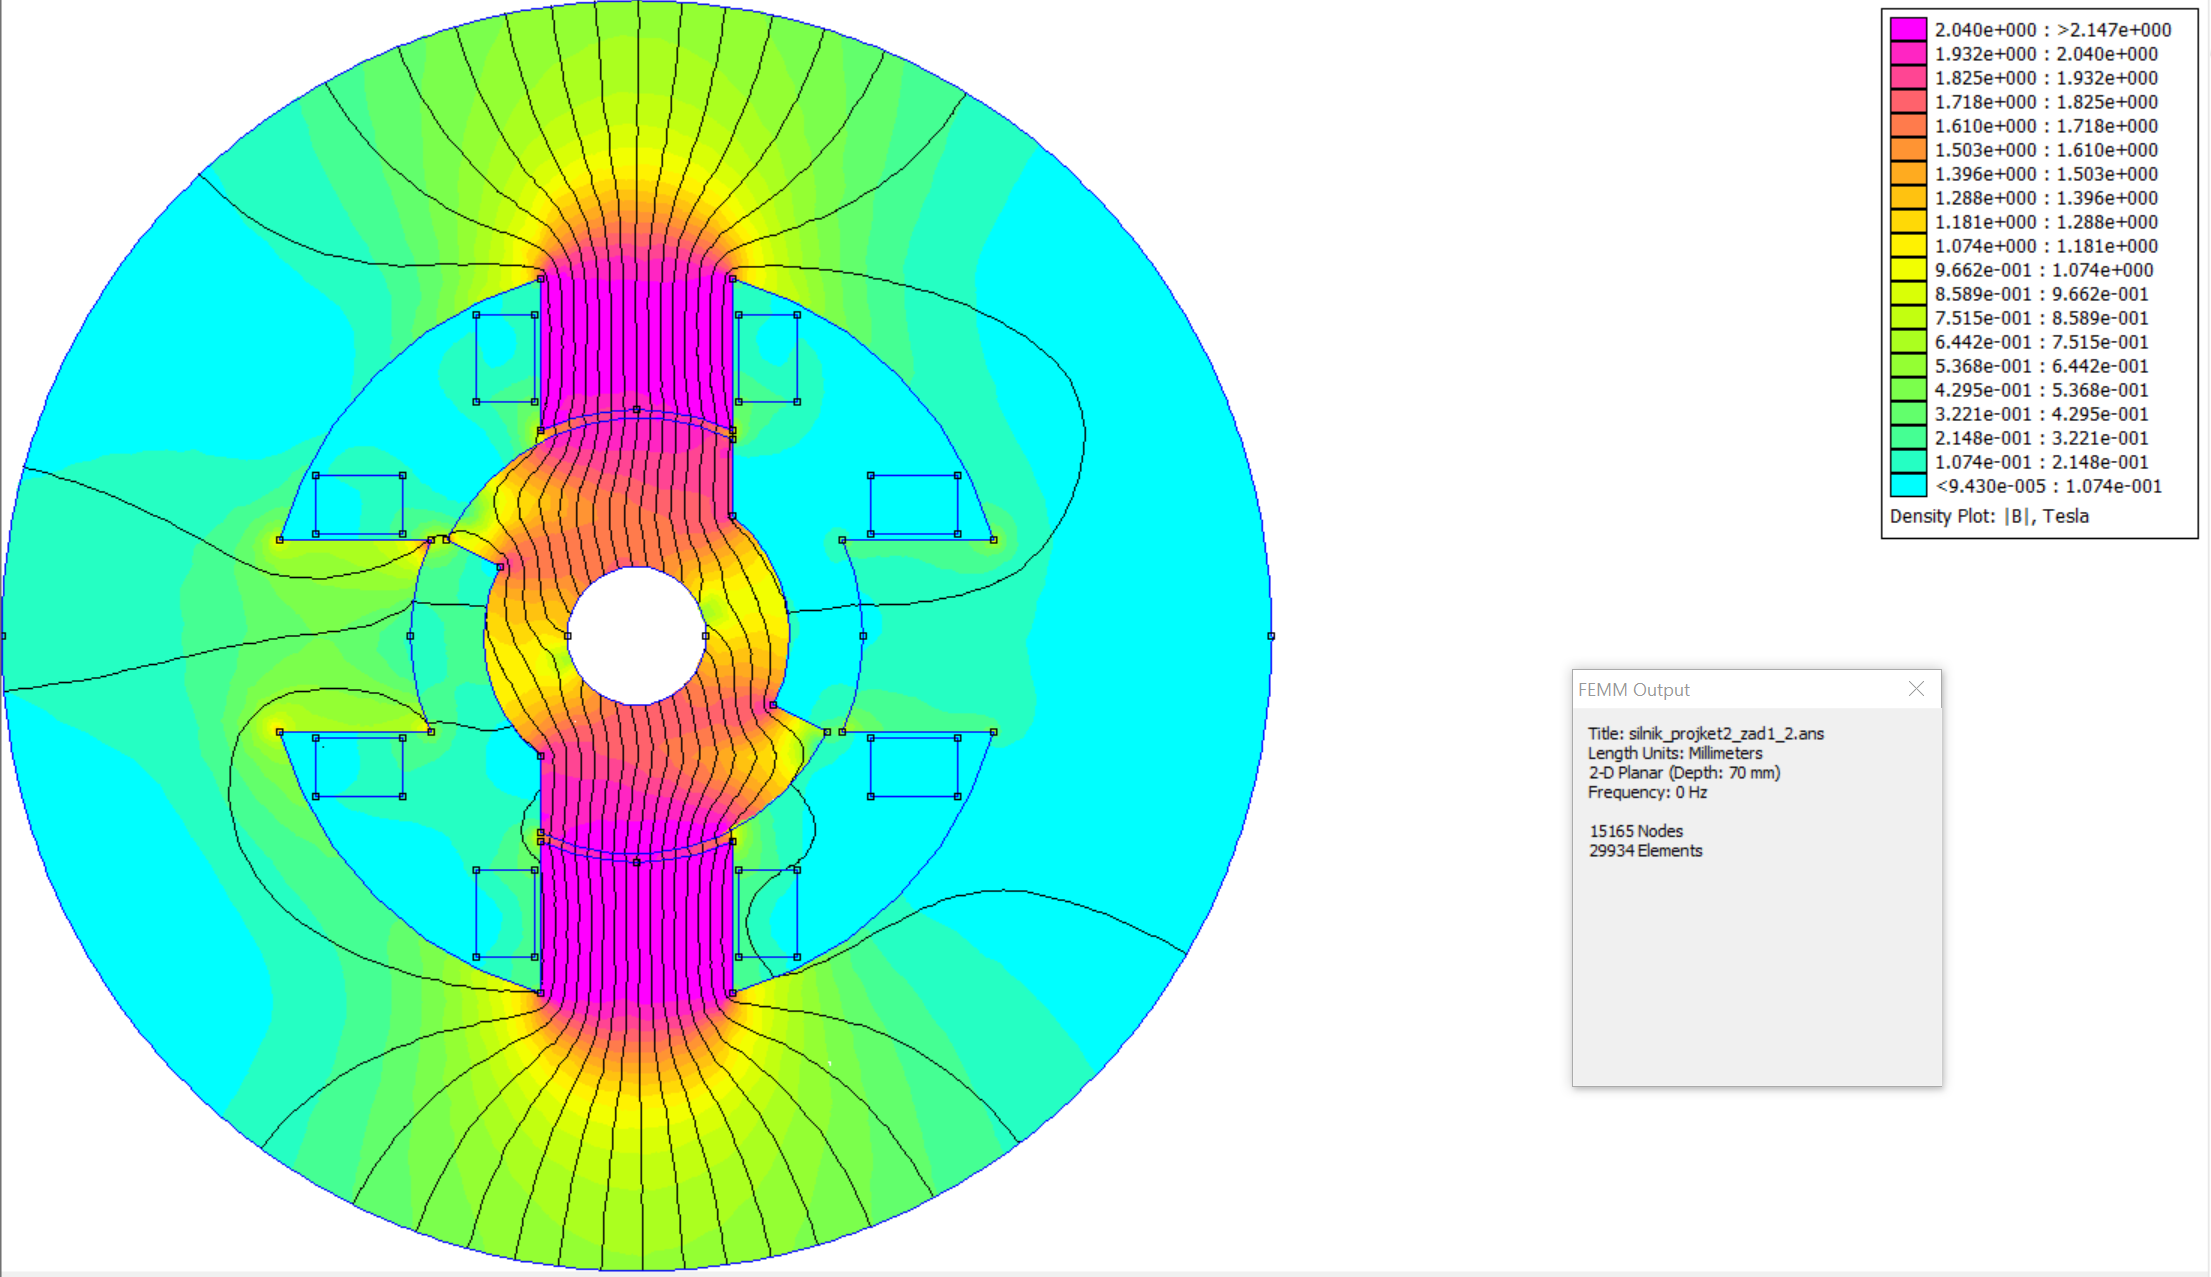 2.040e+000 : >2.147e+000
1.932e+000 : 2.040e+000
1.825e+000 : 1.932e+000
1.718e+000 : 1.825e+000
1.610e+000 : 1.718e+000
1.503e+000 : 1.610e+000
1.396e+000 : 1.503e+000
1.288e+000 : 1.396e+000
1.181e+000 : 1.288e+000
1.074e+000 : 1.181e+000
9.662e-001 : 1.074e+000
8.589e-001 : 9.662e-001
7.515e-001 : 8.589e-001
6.442e-001 : 7.515e-001
5.368e-001 : 6.442e-001
4.295e-001 : 5.368e-001
3.221e-001 : 4.295e-001
2.148e-001 : 3.221e-001
1.074e-001 : 2.148e-001
<9.430e-005 : 1.074e-001
Density Plot: |B|, Tesla
FEMM Output
Title: silnik_projket2_zad1_2.ans
Length Units: Millimeters
2-D Planar (Depth: 70 mm)
Frequency: 0 Hz
15165 Nodes
29934 Elements